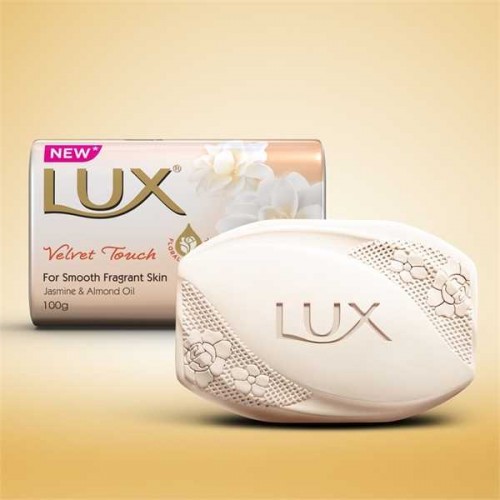 NEW*
LUX®
Velvet Touch
For Smooth Fragrant Skin
Jasmine & Almond Oil
100g
LUX